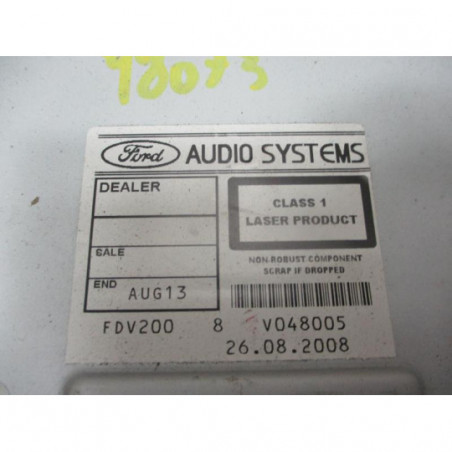 98073
Ford AUDIO SYSTEMS
DEALER
CLASS 1
LASER PRODUCT
SALE
NON-ROBUST COMPONENT
SCRAP IF DROPPED
END AUG13
FDV200 8 V048005
26.08.2008